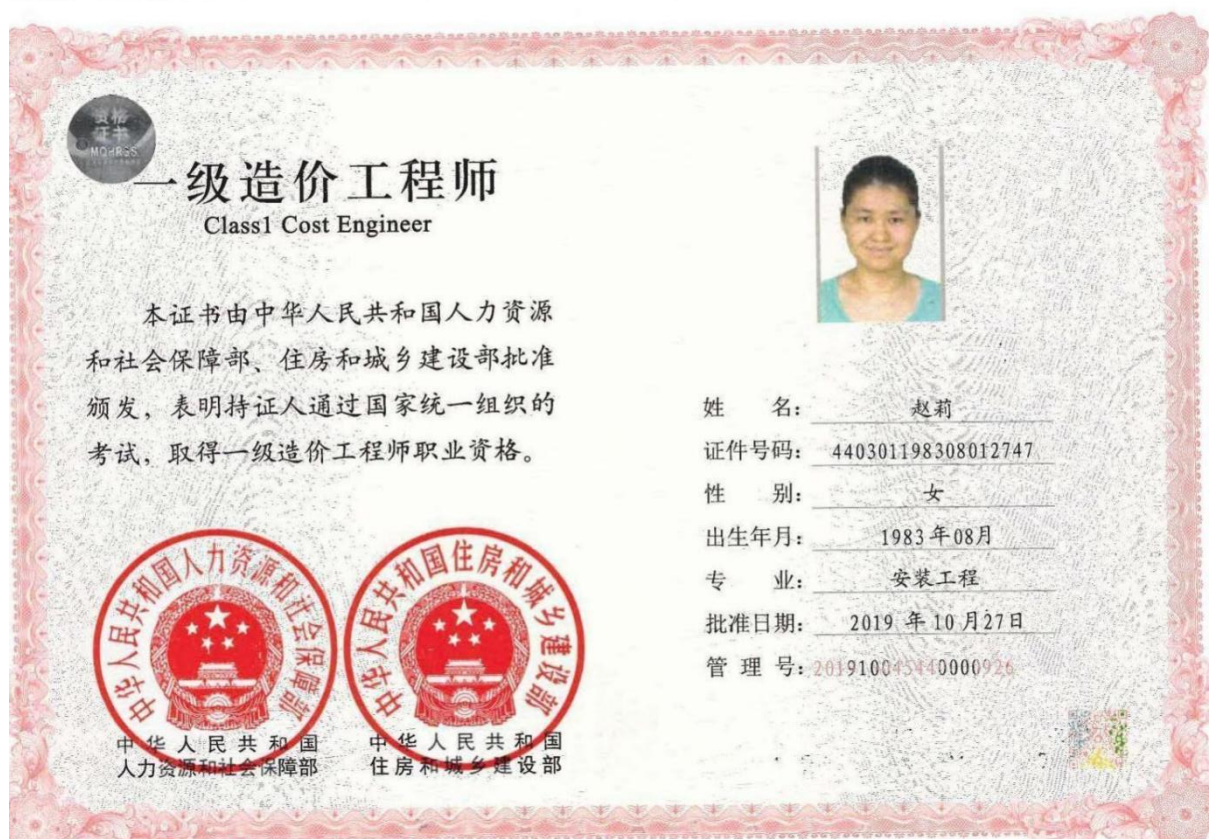 资格
证书
MOHRSS
一级造价工程师
Class1 Cost Engineer
本证书由中华人民共和国人力资源
和社会保障部、住房和城乡建设部批准
颁发，表明持证人通过国家统一组织的
考试，取得一级造价工程师职业资格。
中华人民共和国人力资源和社会保障部
中华人民共和国住房和城乡建设部
中华人民共和国
人力资源和社会保障部
中华人民共和国
住房和城乡建设部
姓 名： 赵莉
证件号码： 440301198308012747
性 别： 女
出生年月： 1983年08月
专 业： 安装工程
批准日期： 2019 年 10 月27日
管 理 号：201910045440000926